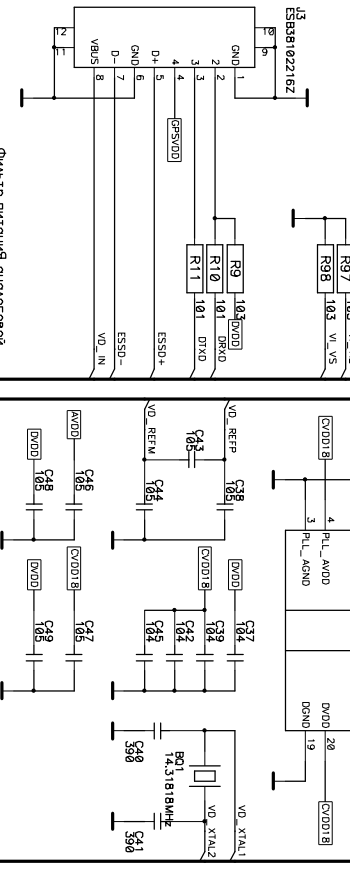 J3
ESB38102216Z
10
9
12
11
GND
1
2
2
3
3
4
4
D+
5
GND
6
D-
7
VBUS
8
GPSVDD
R97
R98
103
VI_VS
R9
103
DVDD
R10
101
DRXD
R11
101
DTXD
ESSD+
ESSD-
VD_IN
Фильтр питания аналоговой
CVDD18
4
3
PLL_AVDD
PLL_AGND
DVDD
DGND
20
19
CVDD18
VD_REFP
VD_REFM
C43
105
C38
105
C44
105
AVDD
C46
105
DVDD
C48
105
DVDD
C37
104
CVDD18
C39
104
C42
104
C45
104
CVDD18
C47
105
DVDD
C49
105
BQ1
14.31818MHz
C40
390
C41
390
VD_XTAL1
VD_XTAL2